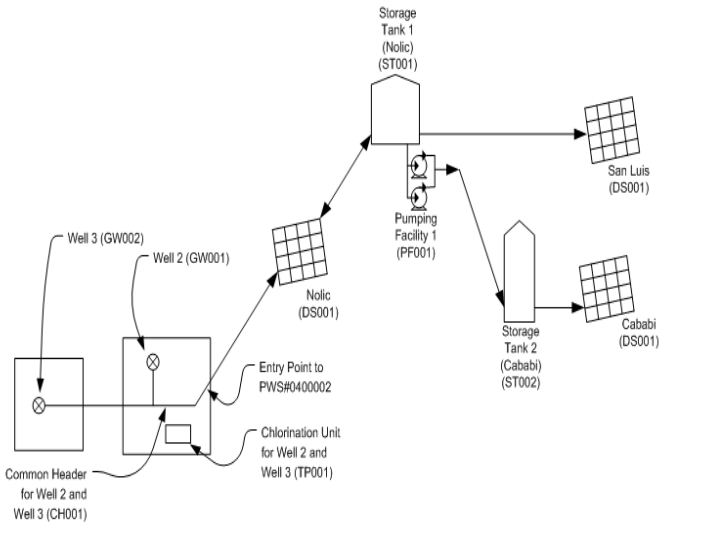 Storage
Tank 1
(Nolic)
(ST001)
San Luis
(DS001)
Pumping
Facility 1
(PF001)
Well 3 (GW002)
Well 2 (GW001)
Nolic
(DS001)
Storage
Tank 2
(Cababi)
(ST002)
Cababi
(DS001)
Entry Point to
PWS#0400002
Chlorination Unit
for Well 2 and
Well 3 (TP001)
Common Header
for Well 2 and
Well 3 (CH001)